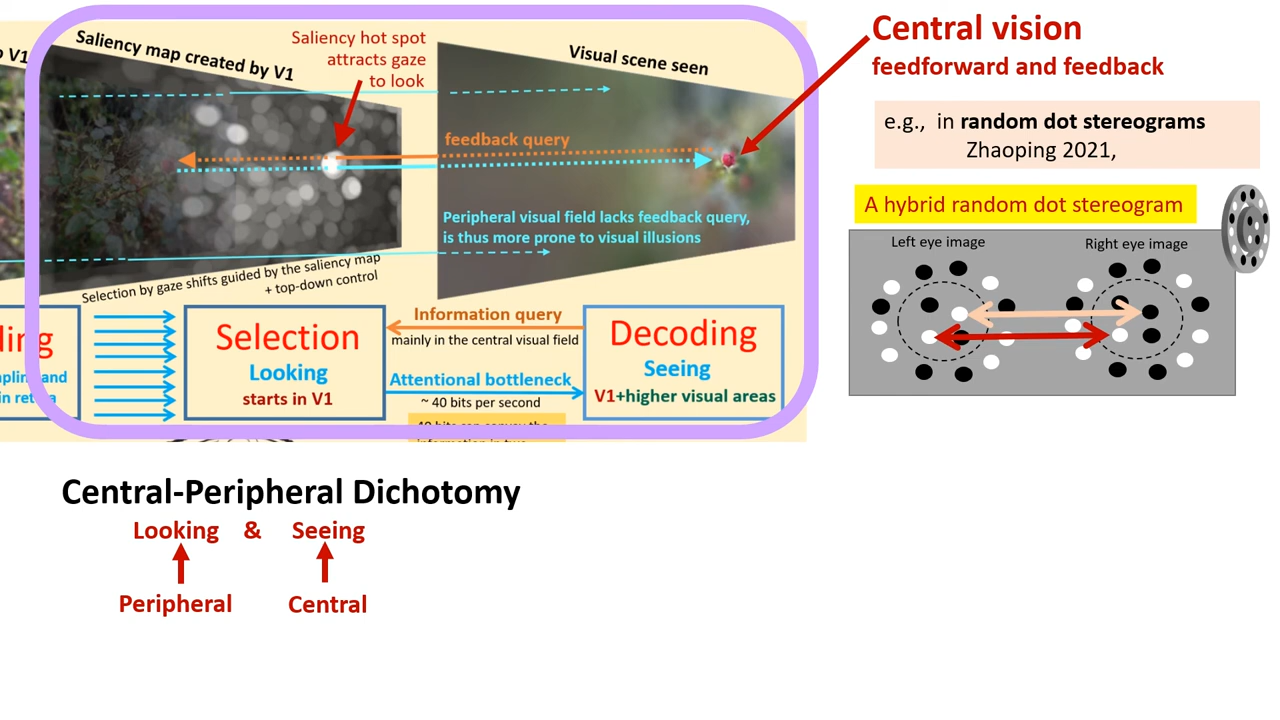 o V1
Saliency map created by V1
Saliency hot spot
attracts gaze
to look
Visual scene seen
feedback query
Peripheral visual field lacks feedback query,
is thus more prone to visual illusions
Selection by gaze shifts guided by the saliency map
+ top-down control
Selection
Looking
starts in V1
Information query
mainly in the central visual field
Attentional bottleneck
~ 40 bits per second
Decoding
Seeing
V1+higher visual areas
Central vision
feedforward and feedback
e.g., in random dot stereograms
Zhaoping 2021,
A hybrid random dot stereogram
Left eye image
Right eye image
Central-Peripheral Dichotomy
Looking & Seeing
Peripheral Central